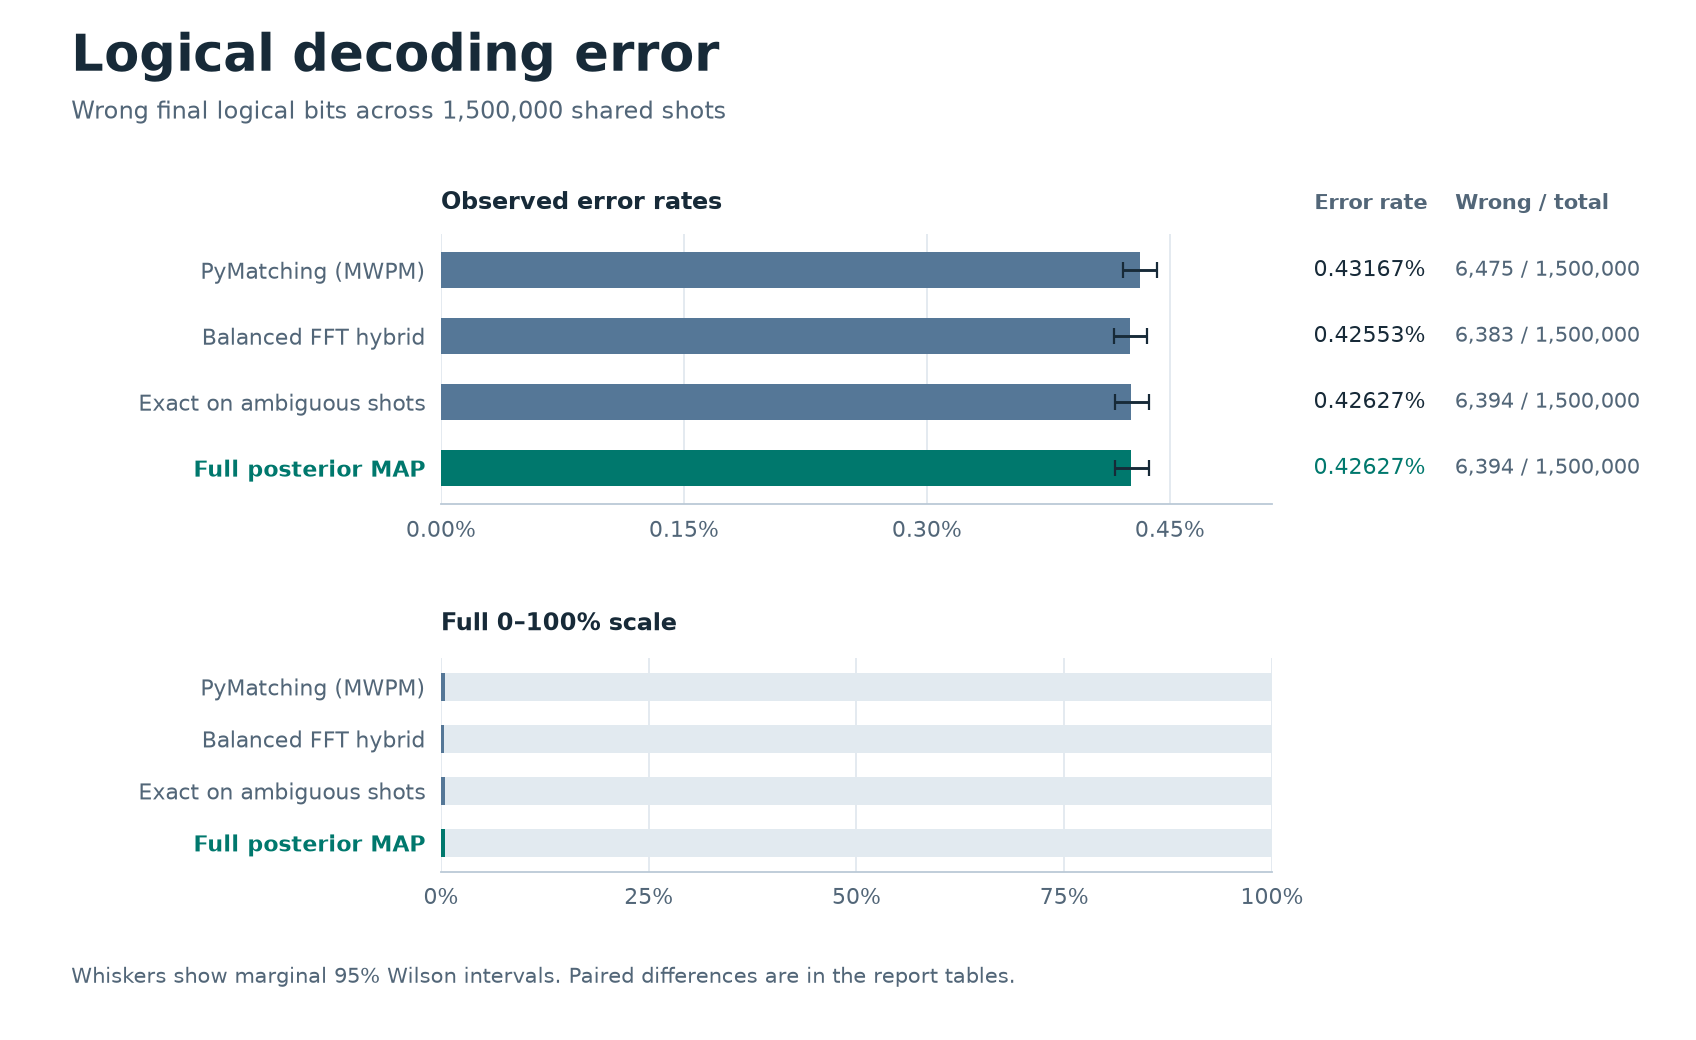 Logical decoding error
Wrong final logical bits across 1,500,000 shared shots
Observed error rates
Error rate Wrong / total
PyMatching (MWPM) 0.43167% 6,475 / 1,500,000
Balanced FFT hybrid 0.42553% 6,383 / 1,500,000
Exact on ambiguous shots 0.42627% 6,394 / 1,500,000
Full posterior MAP 0.42627% 6,394 / 1,500,000
0.00% 0.15% 0.30% 0.45%
Full 0–100% scale
PyMatching (MWPM)
Balanced FFT hybrid
Exact on ambiguous shots
Full posterior MAP
0% 25% 50% 75% 100%
Whiskers show marginal 95% Wilson intervals. Paired differences are in the report tables.